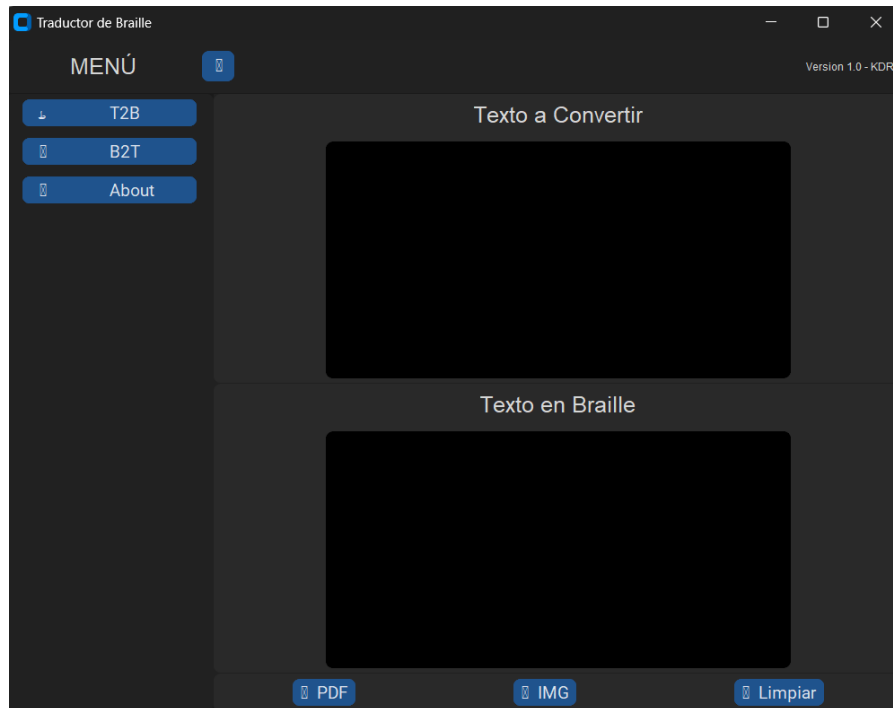 Traductor de Braille
MENÚ
Version 1.0 - KDR
T2B
B2T
About
Texto a Convertir
Texto en Braille
PDF
IMG
Limpiar